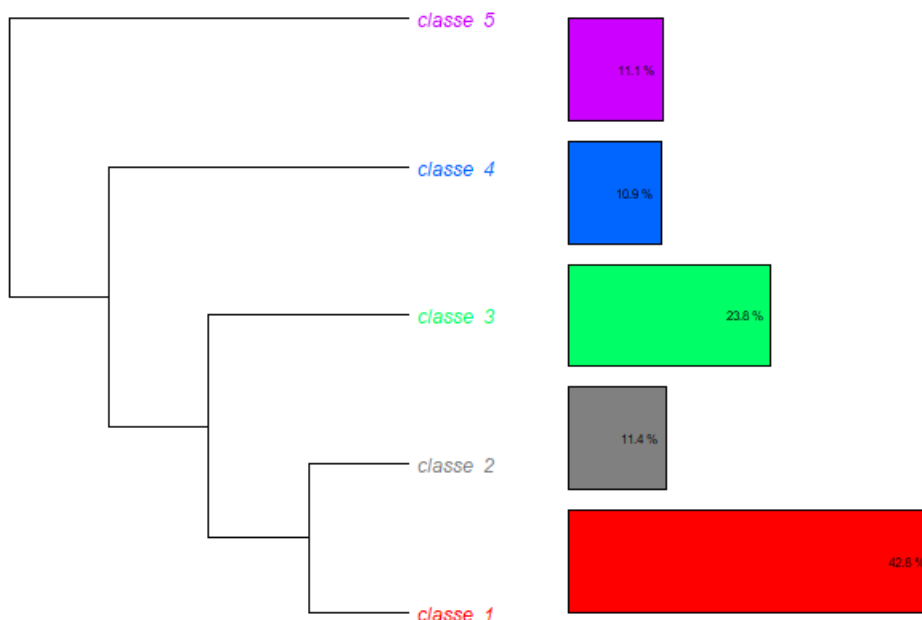 classe 5
11.1 %
classe 4
10.9 %
classe 3
23.8 %
classe 2
11.4 %
classe 1
42.8 %